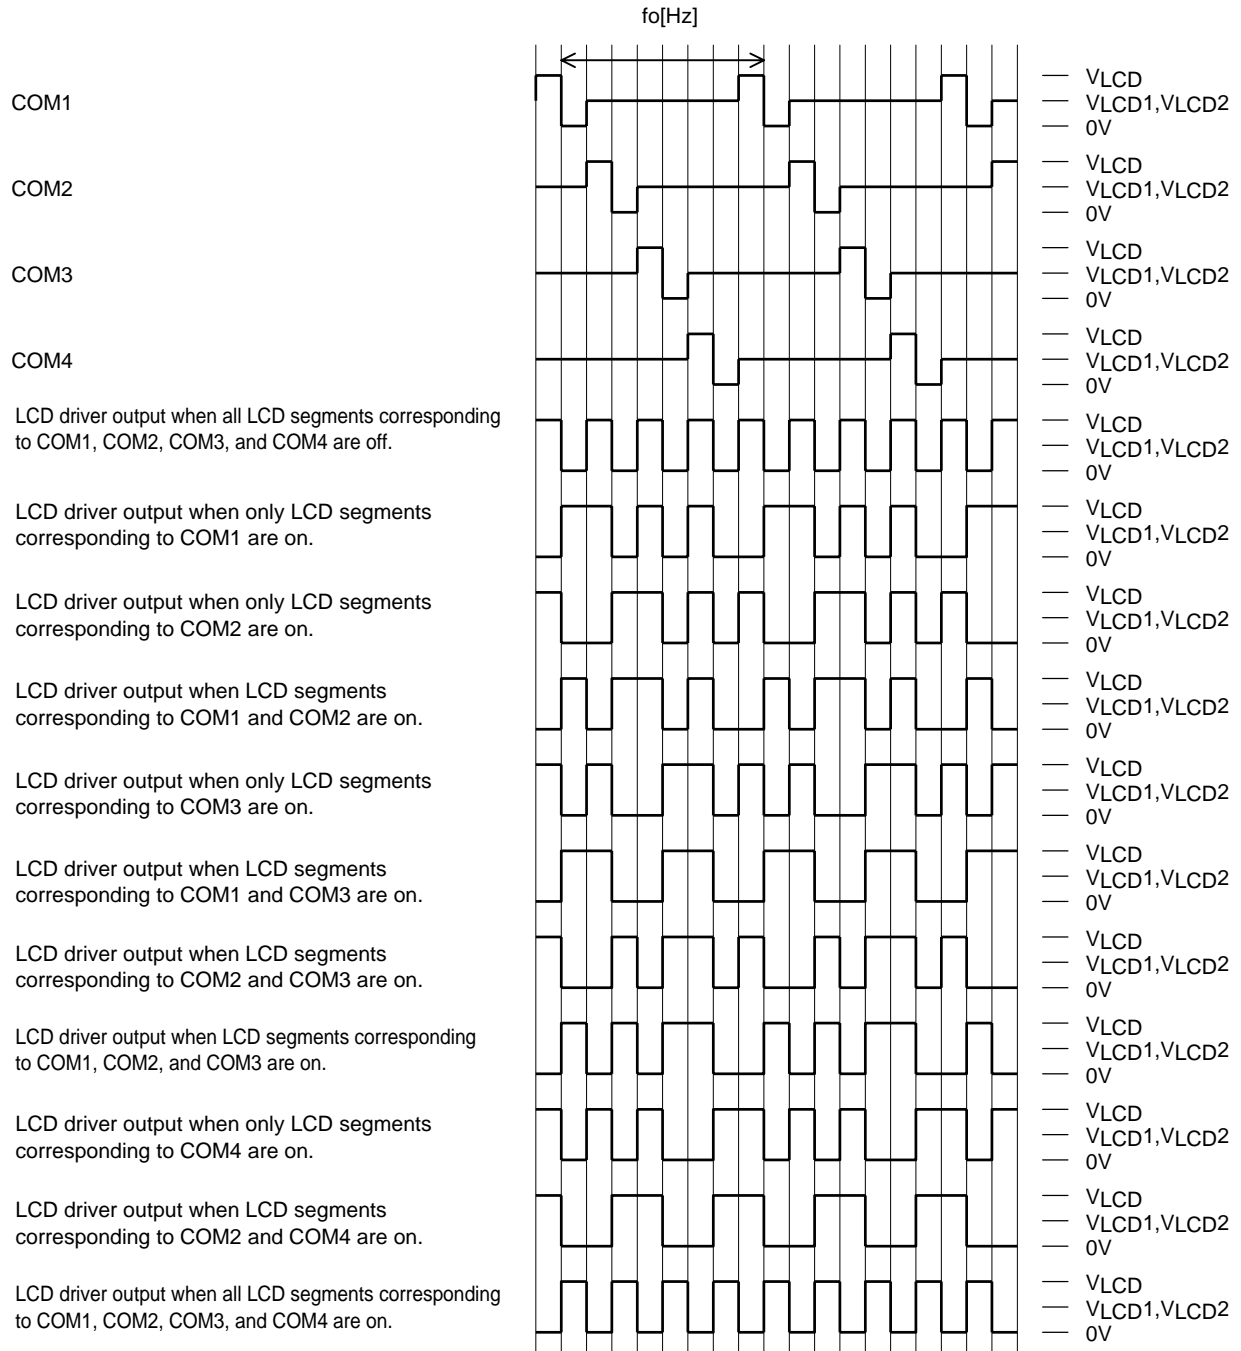 fo[Hz]
COM1
VLCD
VLCD1,VLCD2
0V
COM2
VLCD
VLCD1,VLCD2
0V
COM3
VLCD
VLCD1,VLCD2
0V
COM4
VLCD
VLCD1,VLCD2
0V
LCD driver output when all LCD segments corresponding
to COM1, COM2, COM3, and COM4 are off.
VLCD
VLCD1,VLCD2
0V
LCD driver output when only LCD segments
corresponding to COM1 are on.
VLCD
VLCD1,VLCD2
0V
LCD driver output when only LCD segments
corresponding to COM2 are on.
VLCD
VLCD1,VLCD2
0V
LCD driver output when LCD segments
corresponding to COM1 and COM2 are on.
VLCD
VLCD1,VLCD2
0V
LCD driver output when only LCD segments
corresponding to COM3 are on.
VLCD
VLCD1,VLCD2
0V
LCD driver output when LCD segments
corresponding to COM1 and COM3 are on.
VLCD
VLCD1,VLCD2
0V
LCD driver output when LCD segments
corresponding to COM2 and COM3 are on.
VLCD
VLCD1,VLCD2
0V
LCD driver output when LCD segments corresponding
to COM1, COM2, and COM3 are on.
VLCD
VLCD1,VLCD2
0V
LCD driver output when only LCD segments
corresponding to COM4 are on.
VLCD
VLCD1,VLCD2
0V
LCD driver output when LCD segments
corresponding to COM2 and COM4 are on.
VLCD
VLCD1,VLCD2
0V
LCD driver output when all LCD segments corresponding
to COM1, COM2, COM3, and COM4 are on.
VLCD
VLCD1,VLCD2
0V